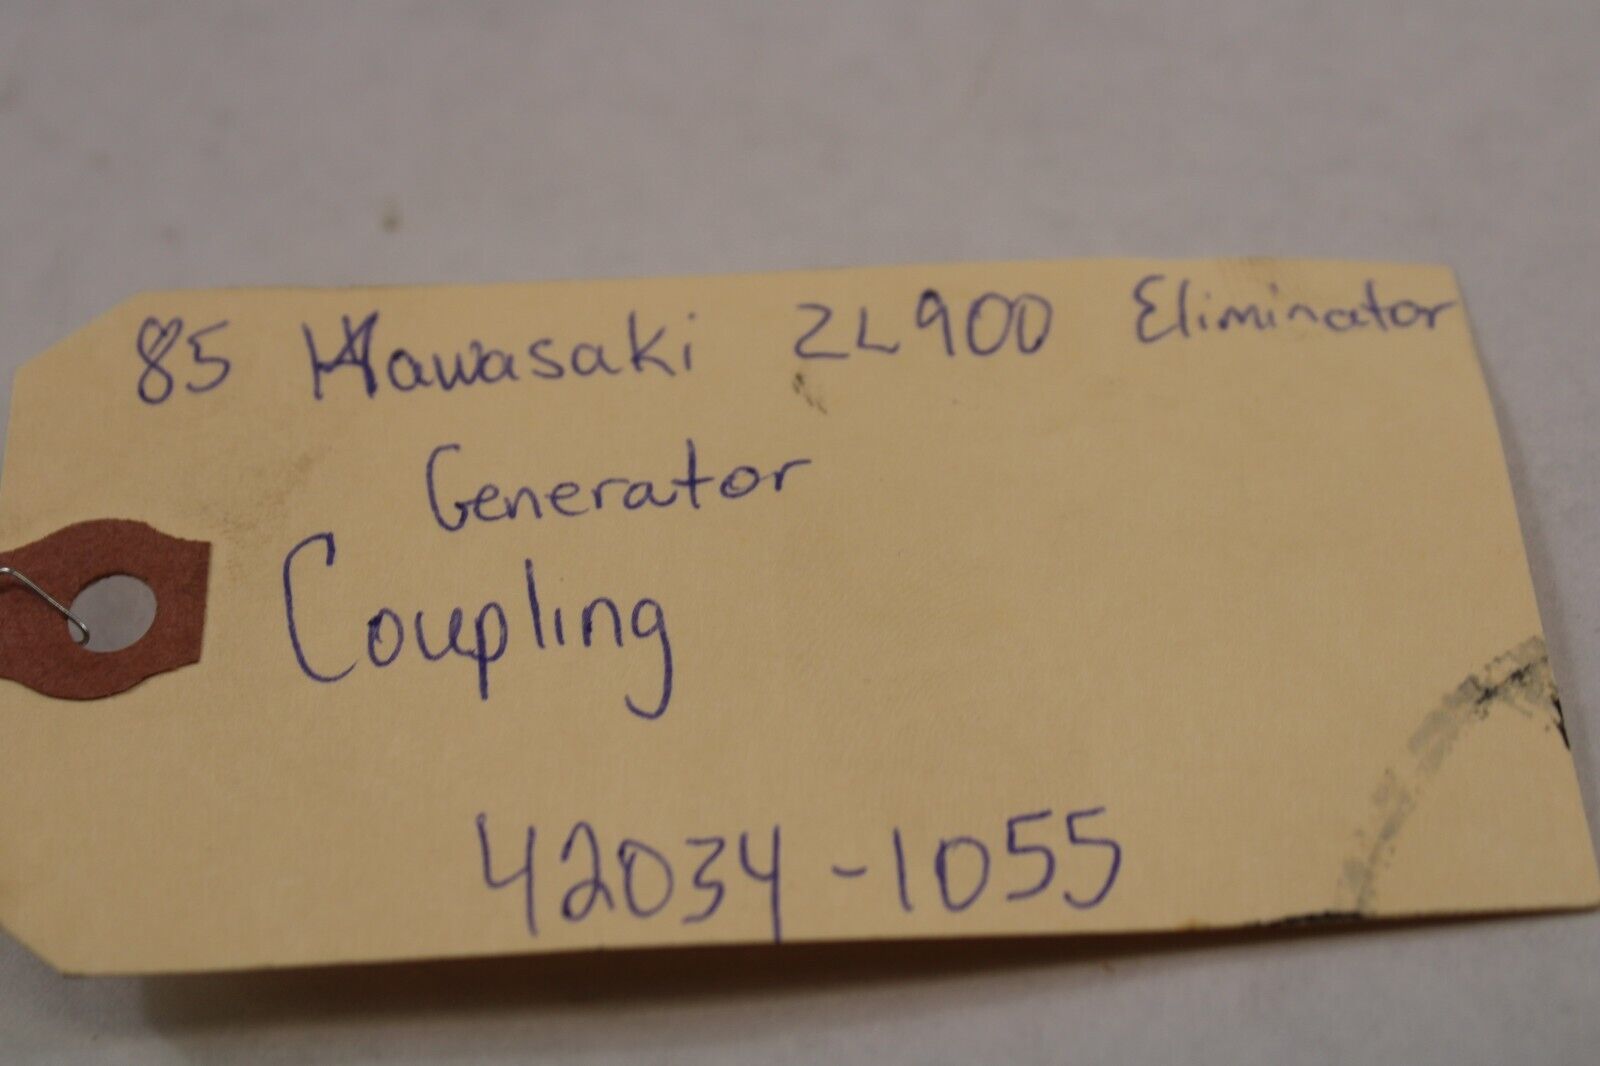 85 Kawasaki ZL900 Eliminator
Generator
Coupling
42034-1055